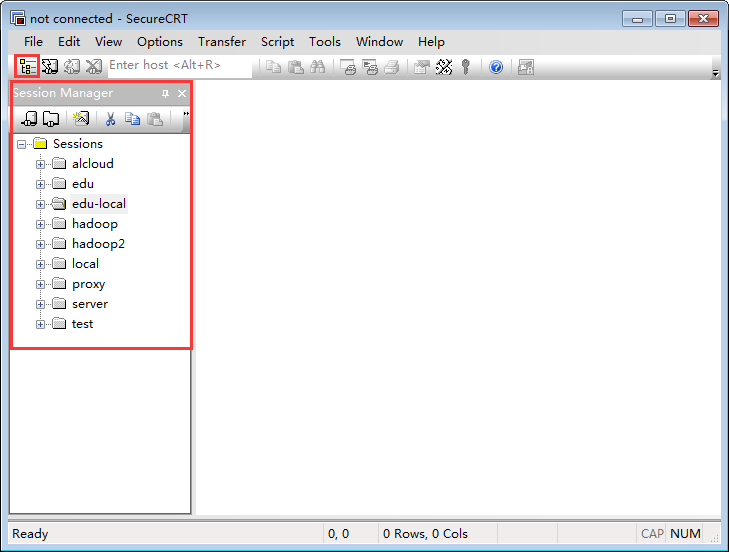 not connected - SecureCRT
File Edit View Options Transfer Script Tools Window Help
Enter host <Alt+R>
Session Manager
Sessions
alcloud
edu
edu-local
hadoop
hadoop2
local
proxy
server
test
Ready 0, 0 0 Rows, 0 Cols CAP NUM